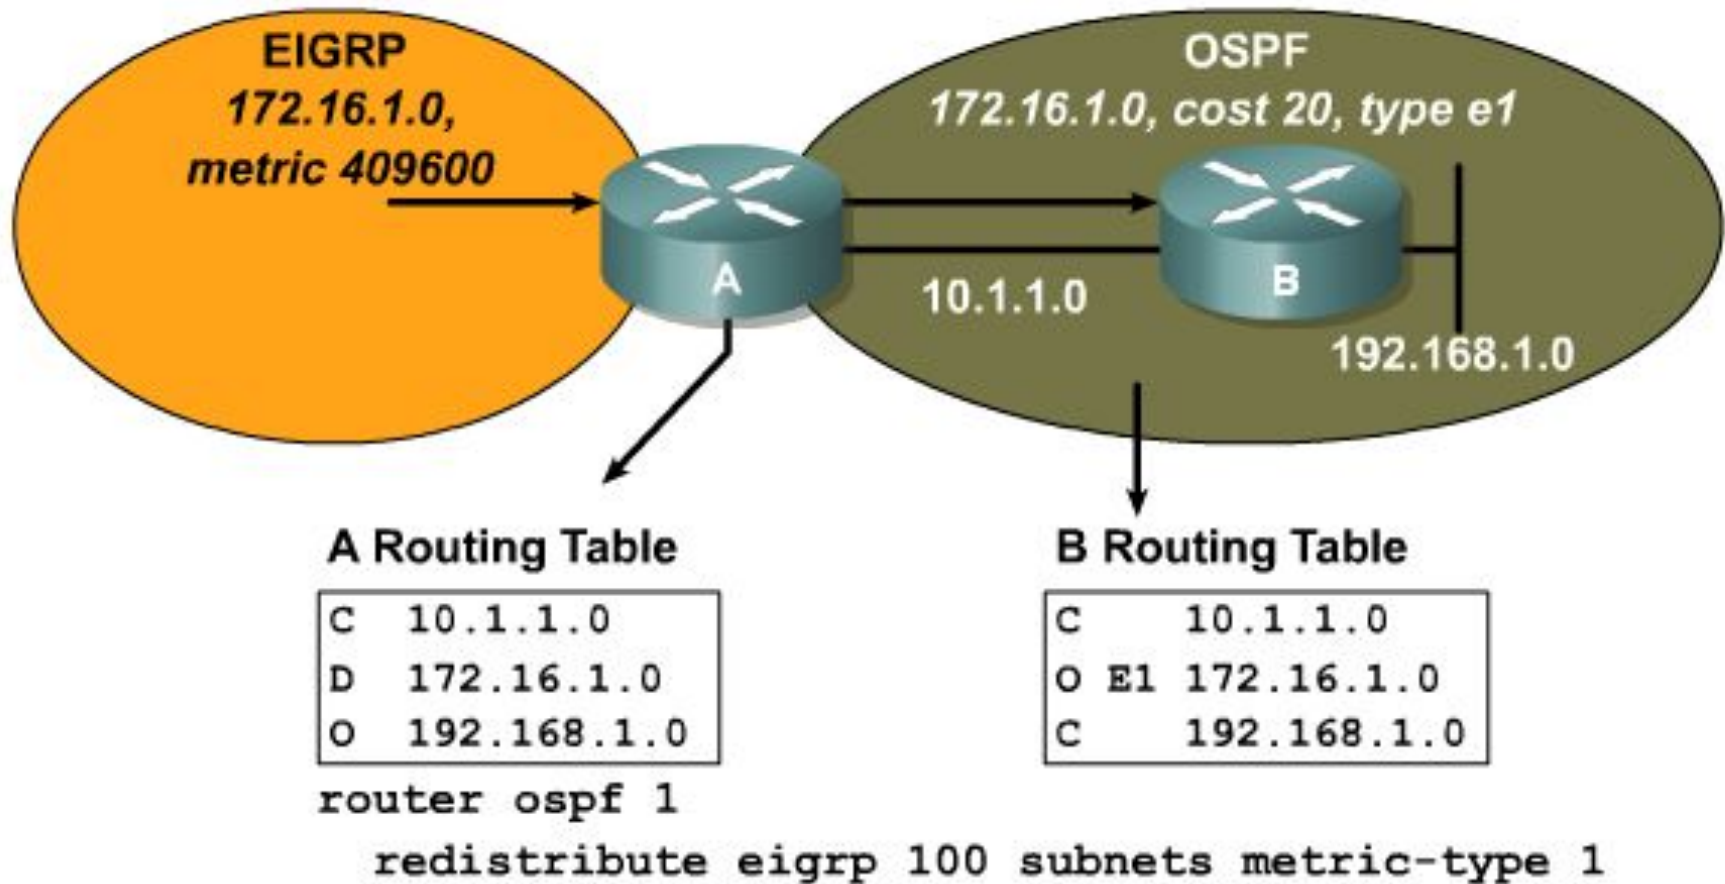 EIGRP
172.16.1.0,
metric 409600
OSPF
172.16.1.0, cost 20, type e1
A
10.1.1.0
B
192.168.1.0
A Routing Table
C 10.1.1.0
D 172.16.1.0
O 192.168.1.0
B Routing Table
C 10.1.1.0
O E1 172.16.1.0
C 192.168.1.0
router ospf 1
redistribute eigrp 100 subnets metric-type 1